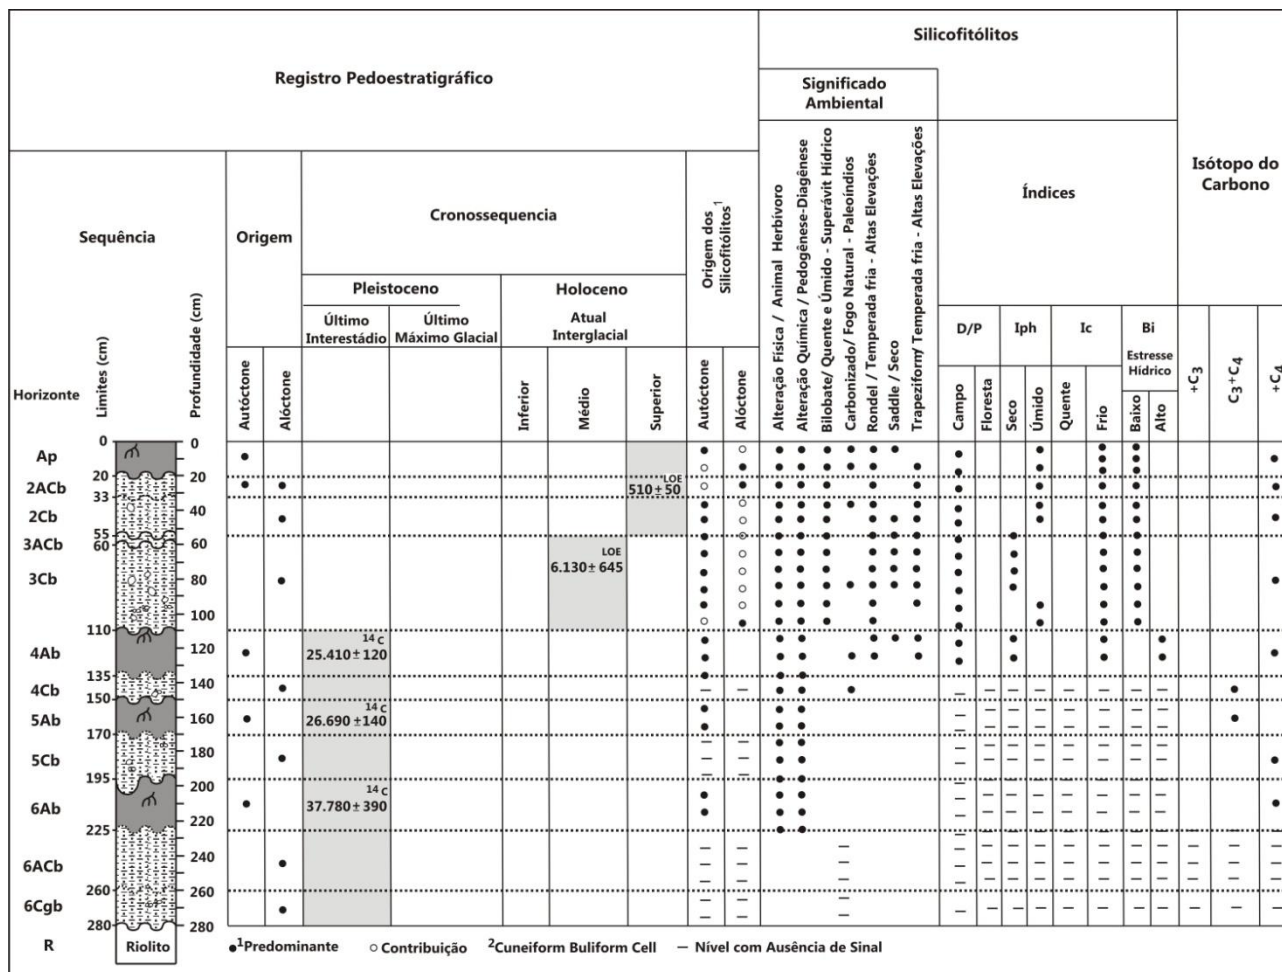 Silicofitólitos
Registro Pedoestratigráfico
Significado
Ambiental
Isótopo do
Carbono
Índices
Sequência
Origem
Cronossequencia
Origem dos
Silicofitólitos1
Alteração Física / Animal Herbívoro
Alteração Química / Pedogênese-Diagênese
Bilobate/ Quente e Úmido - Superávit Hídrico
Carbonizado/ Fogo Natural - Paleoíndios
Rondel / Temperada fria - Altas Elevações
Saddle / Seco
Trapeziform/ Temperada fria - Altas Elevações
Pleistoceno
Holoceno
Último
Interestádio
Último
Máximo Glacial
Atual
Interglacial
D/P
Iph
Ic
Bi
Estresse
Hídrico
Horizonte
Limites (cm)
Profundidade (cm)
Autóctone
Alóctone
Inferior
Médio
Superior
Autóctone
Alóctone
Campo
Floresta
Seco
Úmido
Quente
Frio
Baixo
Alto
+C3
C3+C4
+C4
0
0
Ap
20
20
2ACb
LOE
510±50
33
40
2Cb
55
3ACb
60
60
LOE
6.130±645
3Cb
80
100
110
4Ab
120
14 C
25.410±120
135
4Cb
140
150
5Ab
160
14 C
26.690±140
170
5Cb
180
195
200
6Ab
14 C
37.780±390
220
225
6ACb
240
260
260
6Cgb
280
280
R
Riolito
1Predominante
Contribuição
2Cuneiform Buliform Cell
Nível com Ausência de Sinal